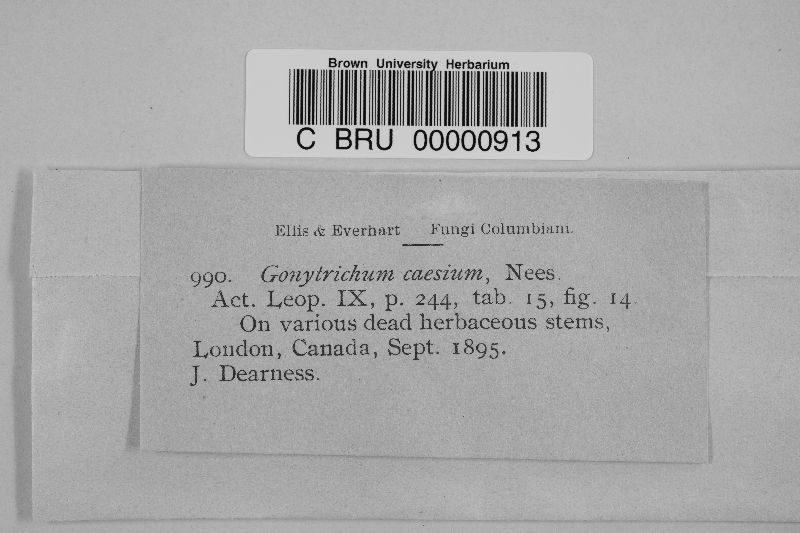 Brown University Herbarium
C BRU 00000913
Ellis & Everhart Fungi Columbiani.
990. Gonytrichum caesium, Nees.
Act. Leop. IX, p. 244, tab. 15, fig. 14.
On various dead herbaceous stems,
London, Canada, Sept. 1895.
J. Dearness.